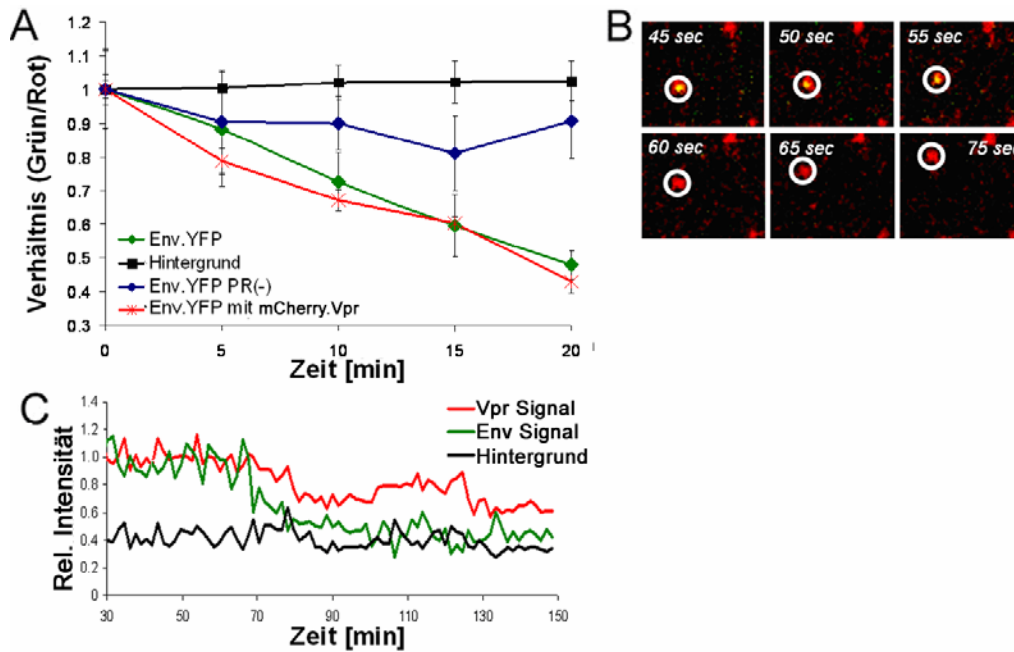 A
Verhältnis (Grün/Rot)
1.2
1.1
1
0.9
0.8
0.7
0.6
0.5
0.4
0.3
Env.YFP
Hintergrund
Env.YFP PR(-)
Env.YFP mit mCherry.Vpr
0 5 10 15 20
Zeit [min]
B
45 sec 50 sec 55 sec
60 sec 65 sec 75 sec
C
Rel. Intensität
1.4
1.2
1.0
0.8
0.6
0.4
0.2
0
Vpr Signal
Env Signal
Hintergrund
30 50 70 90 110 130 150
Zeit [min]